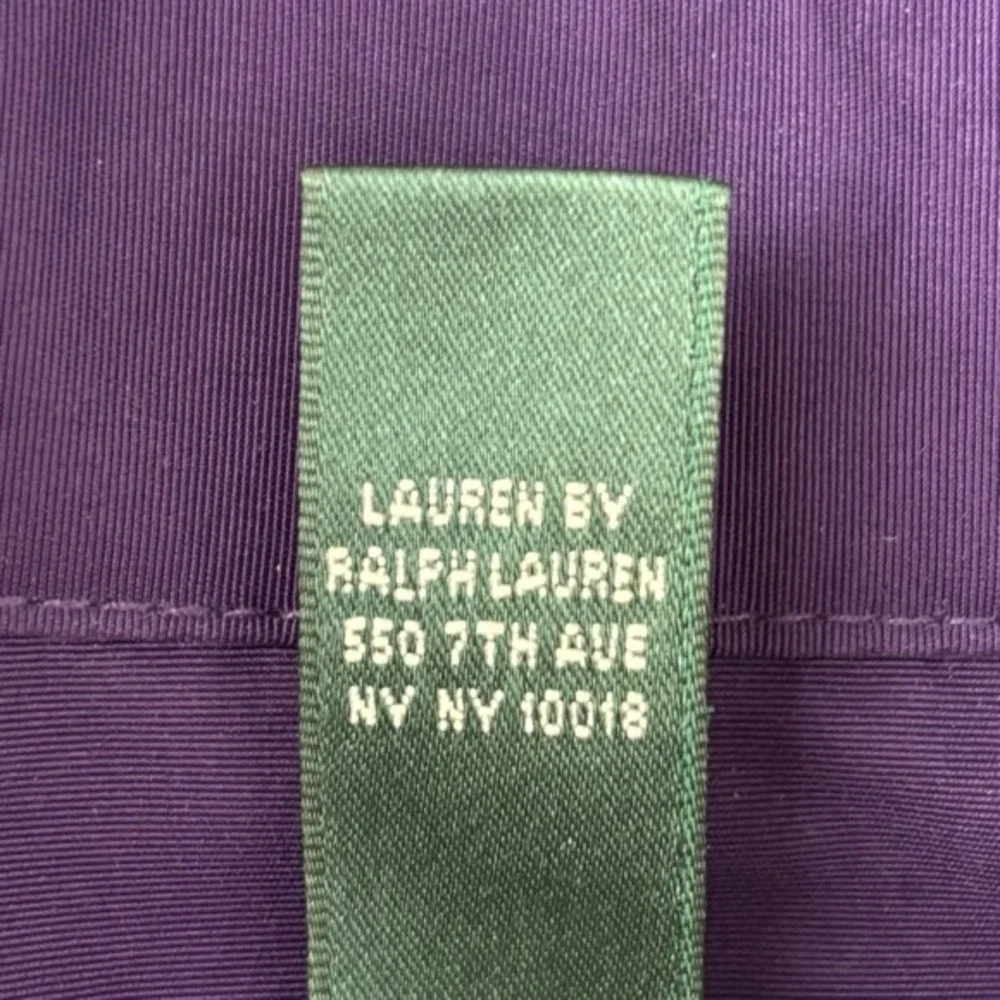 LAUREN BY
RALPH LAUREN
550 7TH AVE
NY NY 10018